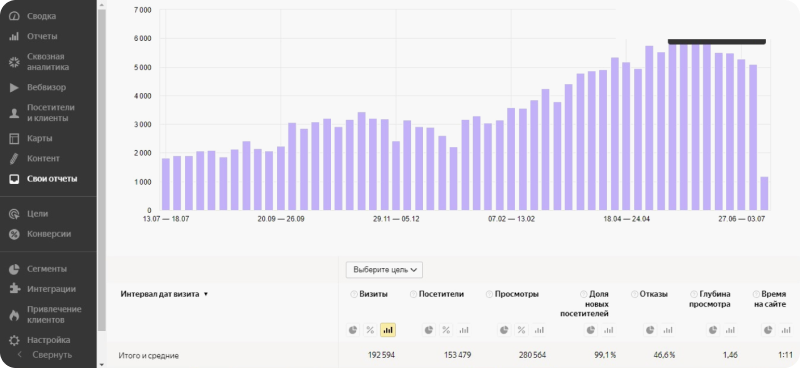 Сводка
Отчеты
Сквозная
аналитика
Вебвизор
Посетители
и клиенты
Карты
Контент
Свои отчеты
Цели
Конверсии
Сегменты
Интеграции
Привлечение
клиентов
Настройка
Свернуть
7 000
6 000
5 000
4 000
3 000
2 000
1 000
0
13.07 — 18.07
20.09 — 26.09
29.11 — 05.12
07.02 — 13.02
18.04 — 24.04
27.06 — 03.07
Выберите цель
Интервал дат визита ▼
Визиты
Посетители
Просмотры
Доля
новых
посетителей
Отказы
Глубина
просмотра
Время
на сайте
Итого и средние
192 594
153 479
280 564
99,1 %
46,6 %
1,46
1:11